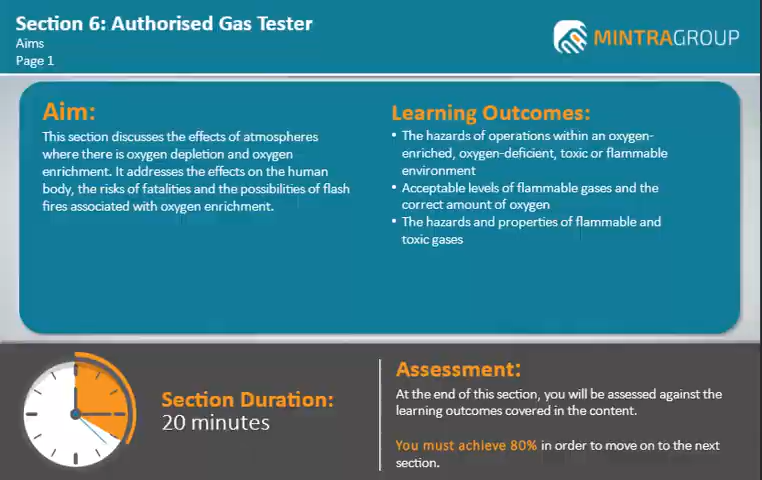 Section 6: Authorised Gas Tester
Aims
Page 1
MINTRAGROUP
Aim:
This section discusses the effects of atmospheres
where there is oxygen depletion and oxygen
enrichment. It addresses the effects on the human
body, the risks of fatalities and the possibilities of flash
fires associated with oxygen enrichment.
Learning Outcomes:
• The hazards of operations within an oxygen-
enriched, oxygen-deficient, toxic or flammable
environment
• Acceptable levels of flammable gases and the
correct amount of oxygen
• The hazards and properties of flammable and
toxic gases
Section Duration:
20 minutes
Assessment:
At the end of this section, you will be assessed against the
learning outcomes covered in the content.
You must achieve 80% in order to move on to the next
section.